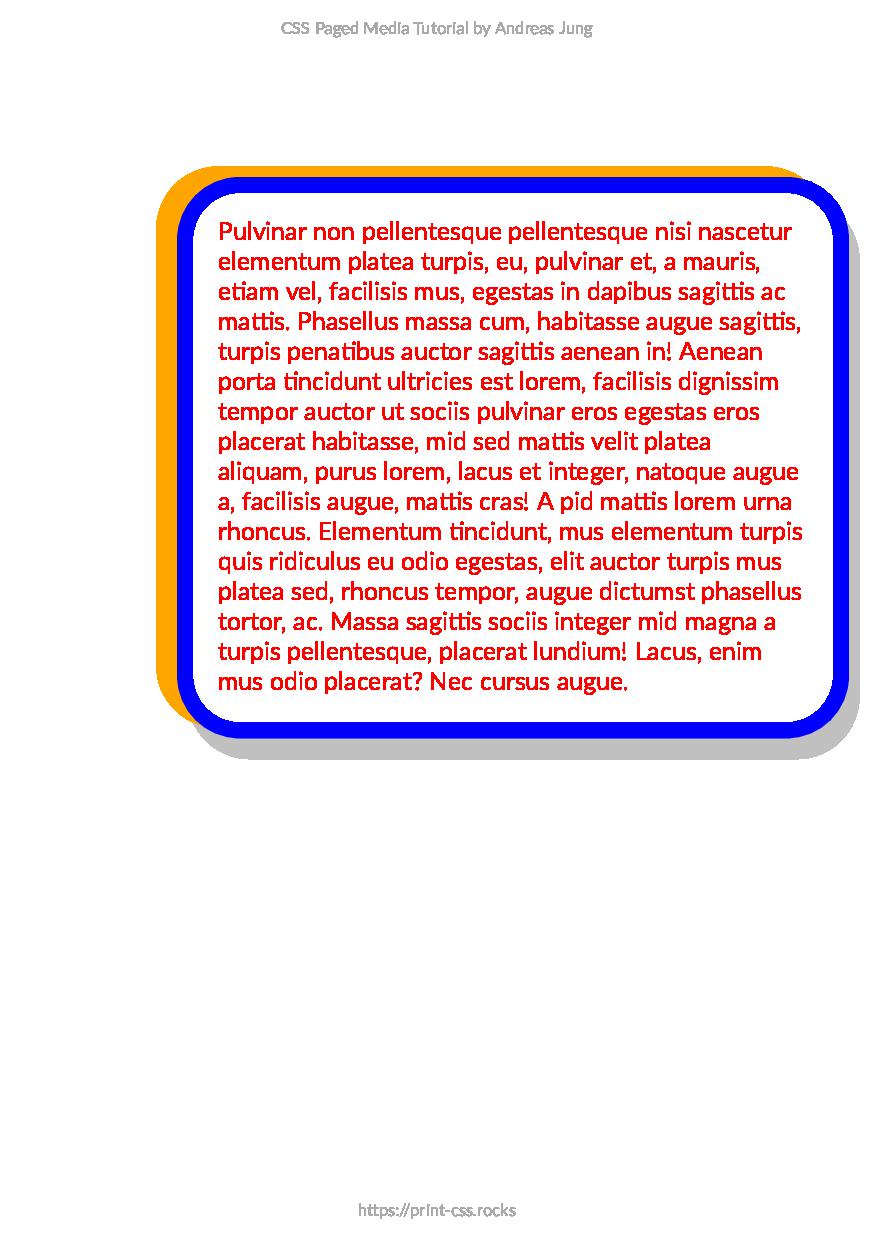 CSS Paged Media Tutorial by Andreas Jung
Pulvinar non pellentesque pellentesque nisi nascetur
elementum platea turpis, eu, pulvinar et, a mauris,
etiam vel, facilisis mus, egestas in dapibus sagittis ac
mattis. Phasellus massa cum, habitasse augue sagittis,
turpis penatibus auctor sagittis aenean in! Aenean
porta tincidunt ultricies est lorem, facilisis dignissim
tempor auctor ut sociis pulvinar eros egestas eros
placerat habitasse, mid sed mattis velit platea
aliquam, purus lorem, lacus et integer, natoque augue
a, facilisis augue, mattis cras! A pid mattis lorem urna
rhoncus. Elementum tincidunt, mus elementum turpis
quis ridiculus eu odio egestas, elit auctor turpis mus
platea sed, rhoncus tempor, augue dictumst phasellus
tortor, ac. Massa sagittis sociis integer mid magna a
turpis pellentesque, placerat lundium! Lacus, enim
mus odio placerat? Nec cursus augue.
https://print-css.rocks